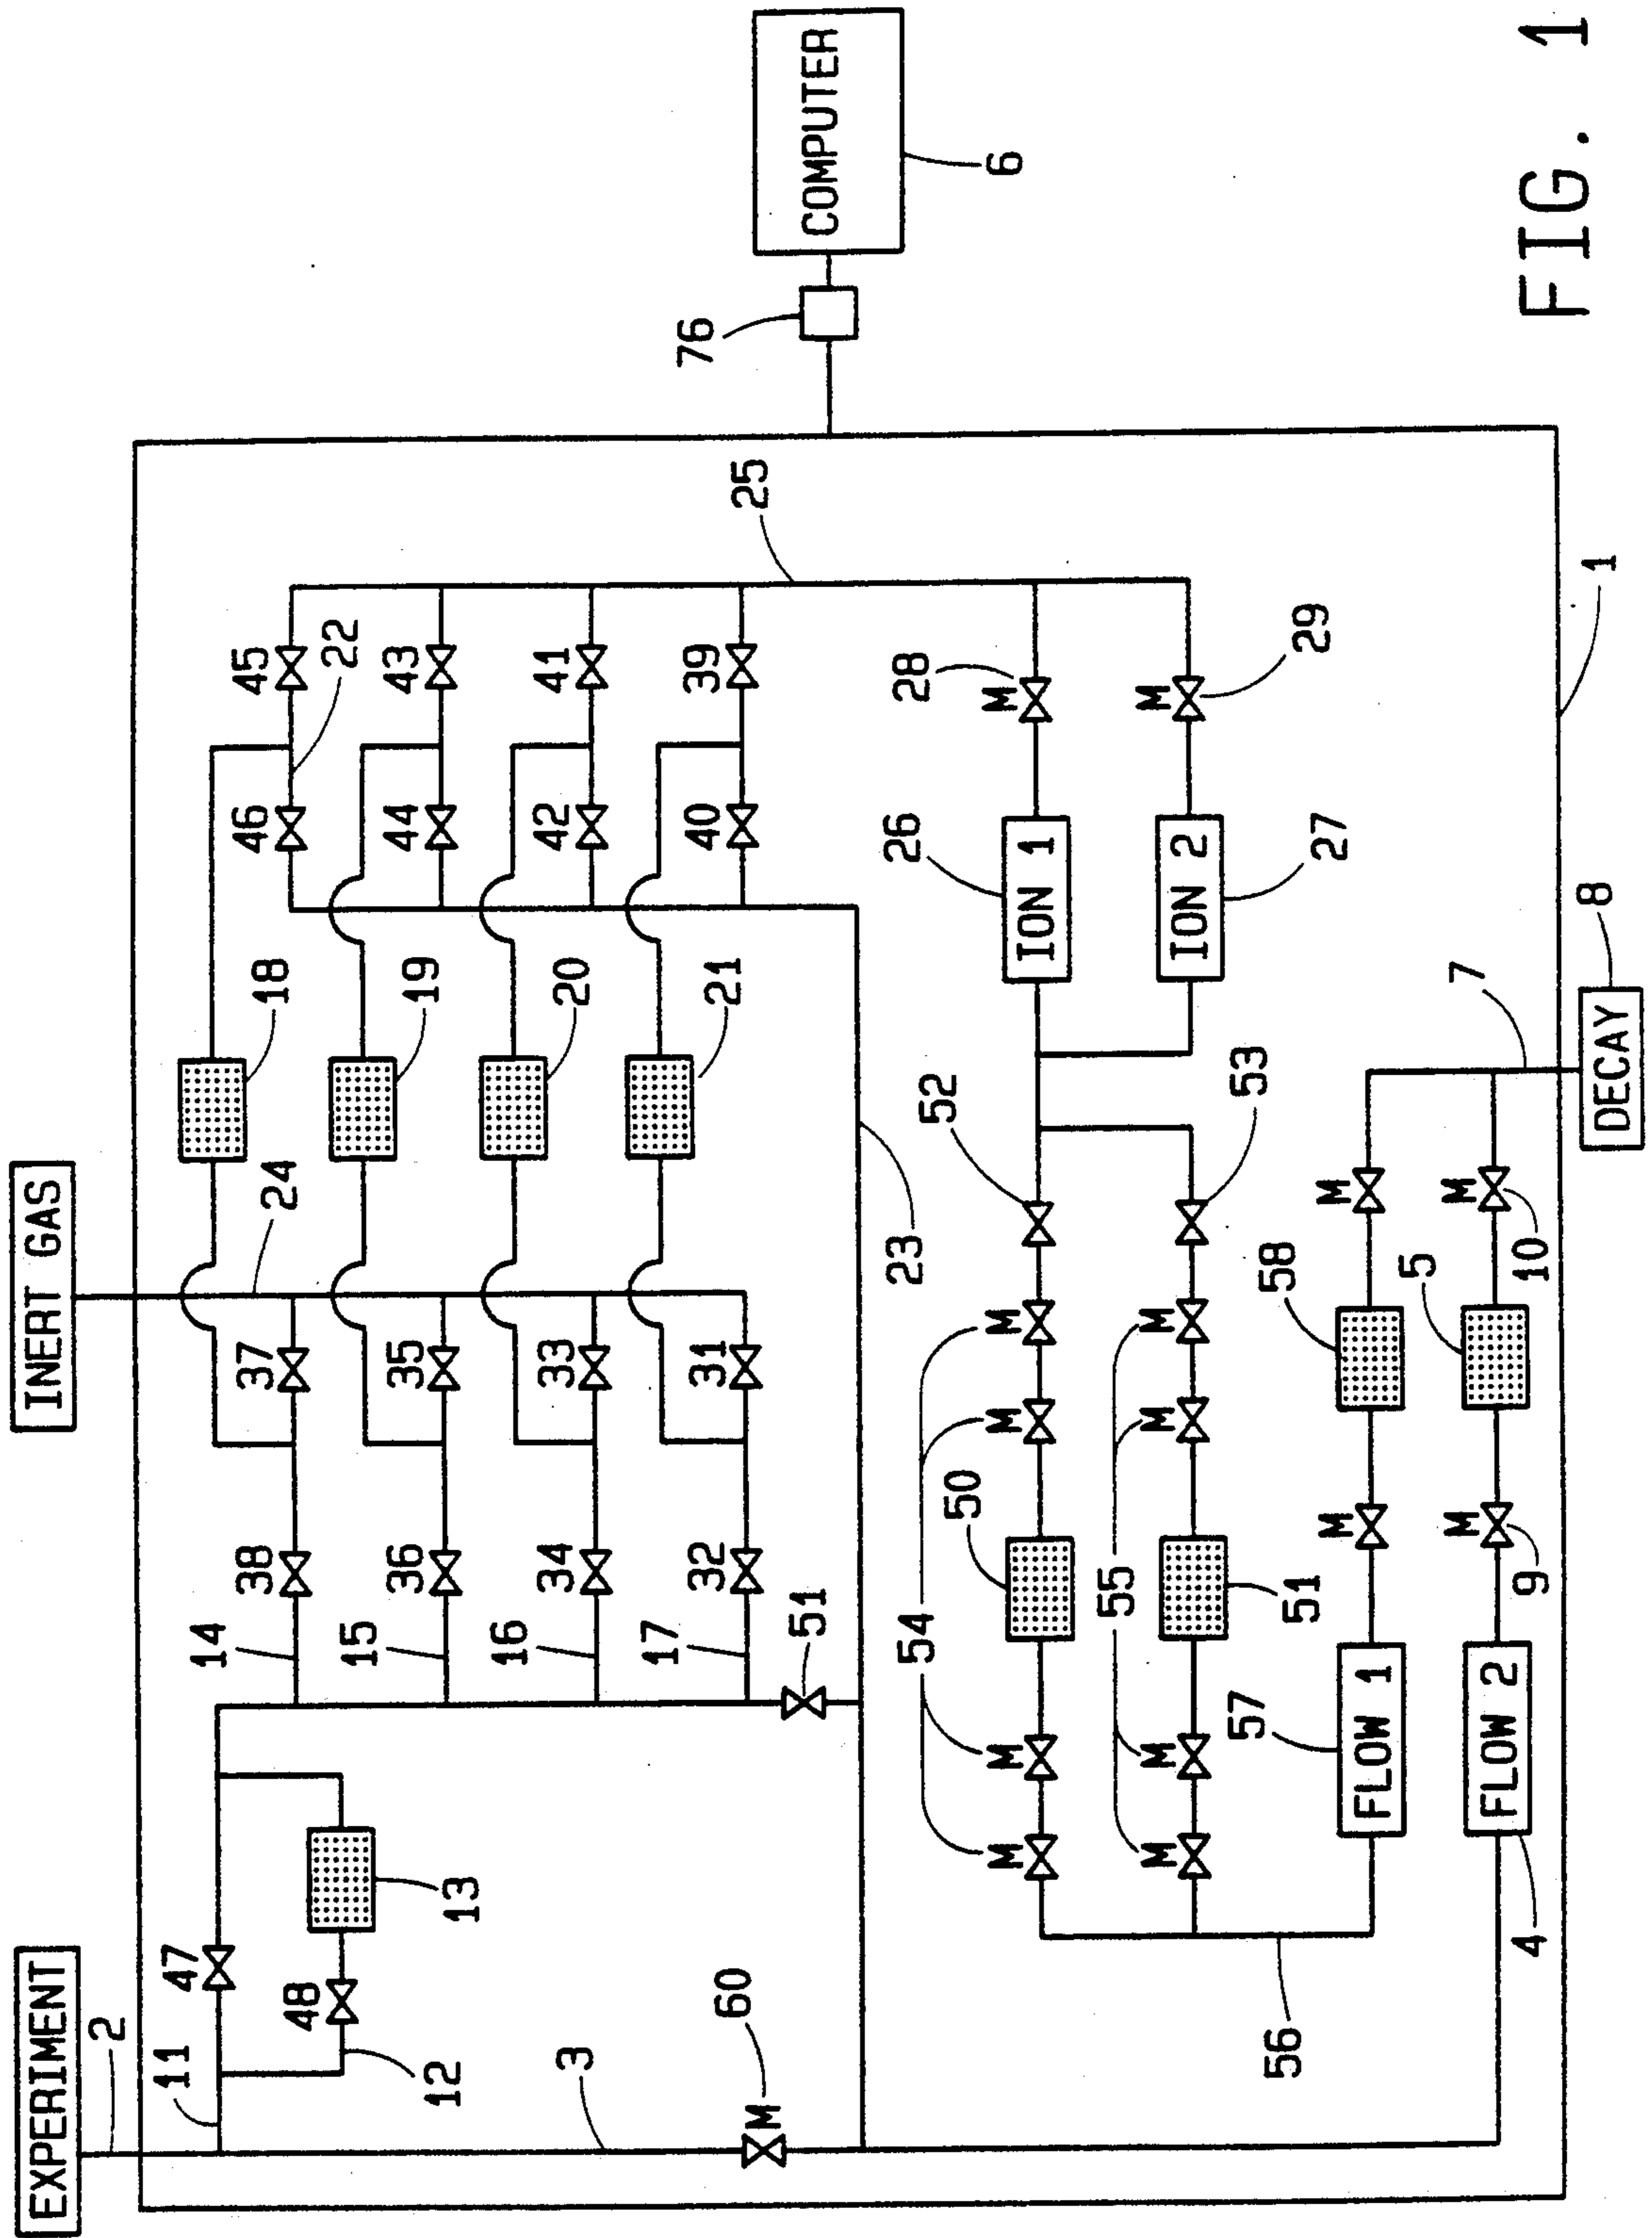 EXPERIMENT
INERT GAS
2
11
47
24
12
48
13
3
M
60
14
15
16
17
38
36
34
32
51
37
35
33
31
18
19
20
21
23
46
44
42
40
45
43
41
39
22
25
76
COMPUTER
6
54
M
M
M
M
50
52
55
M
M
M
M
51
53
26
ION 1
M
28
27
ION 2
M
29
56
57
FLOW 1
M
58
M
4
FLOW 2
M
9
5
M
10
7
DECAY
8
1
FIG. 1